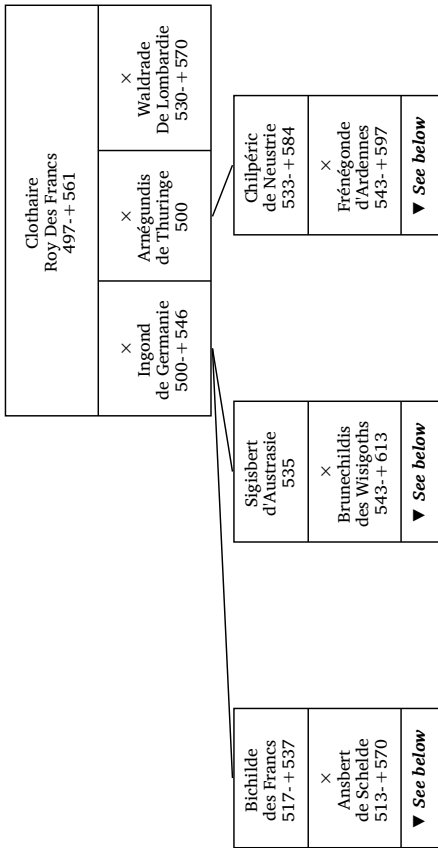 Clothaire
Roy Des Francs
497-+561
×
Ingond
de Germanie
500-+546
×
Arnégundis
de Thuringe
500
×
Waldrade
De Lombardie
530-+570
Bichilde
des Francs
517-+537
×
Ansbert
de Schelde
513-+570
▼ See below
Sigisbert
d'Austrasie
535
×
Brunechildis
des Wisigoths
543-+613
▼ See below
Chilpéric
de Neustrie
533-+584
×
Frénégonde
d'Ardennes
543-+597
▼ See below